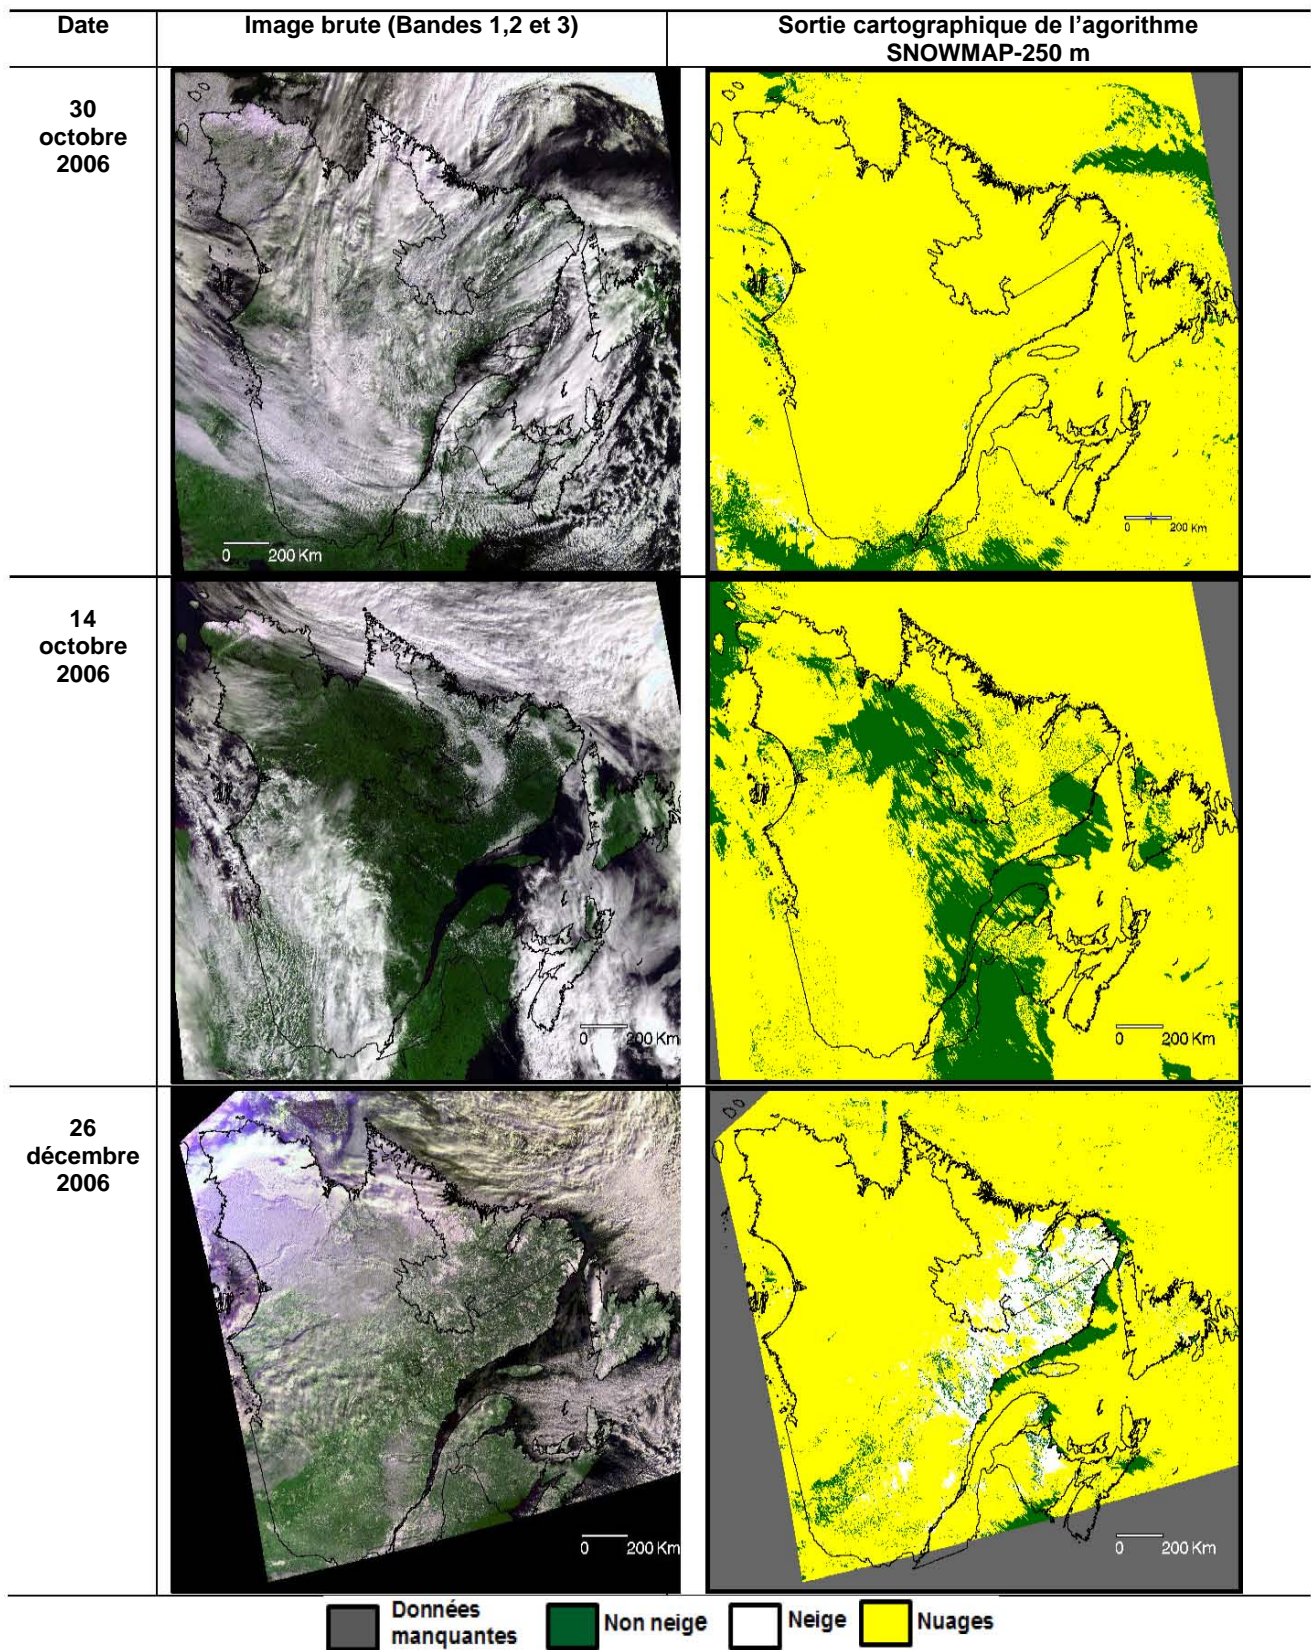 Date
Image brute (Bandes 1,2 et 3)
Sortie cartographique de l’agorithme
SNOWMAP-250 m
30
octobre
2006
0 200 Km
0 200 Km
14
octobre
2006
0 200 Km
0 200 Km
26
décembre
2006
0 200 Km
0 200 Km
Données
manquantes
Non neige
Neige
Nuages